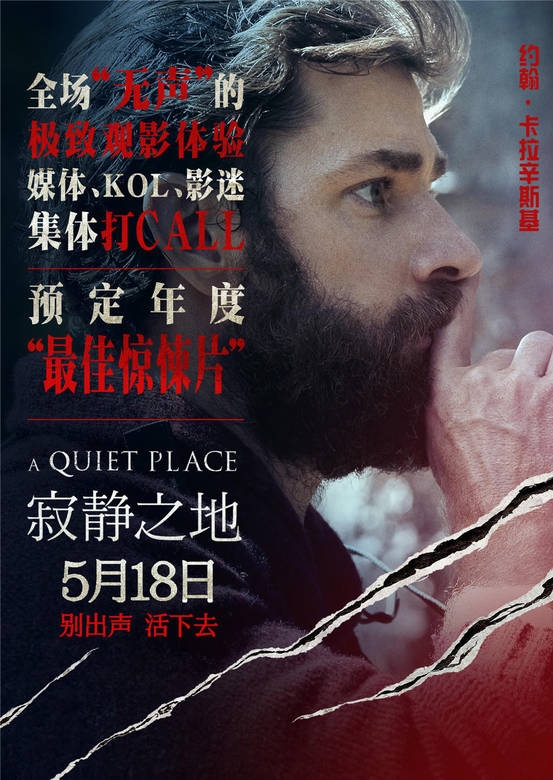 全场“无声”的
极致观影体验
媒体、KOL、影迷
集体打CALL
预定年度
“最佳惊悚片”
A QUIET PLACE
寂静之地
5月18日
别出声 活下去
约翰·卡拉辛斯基